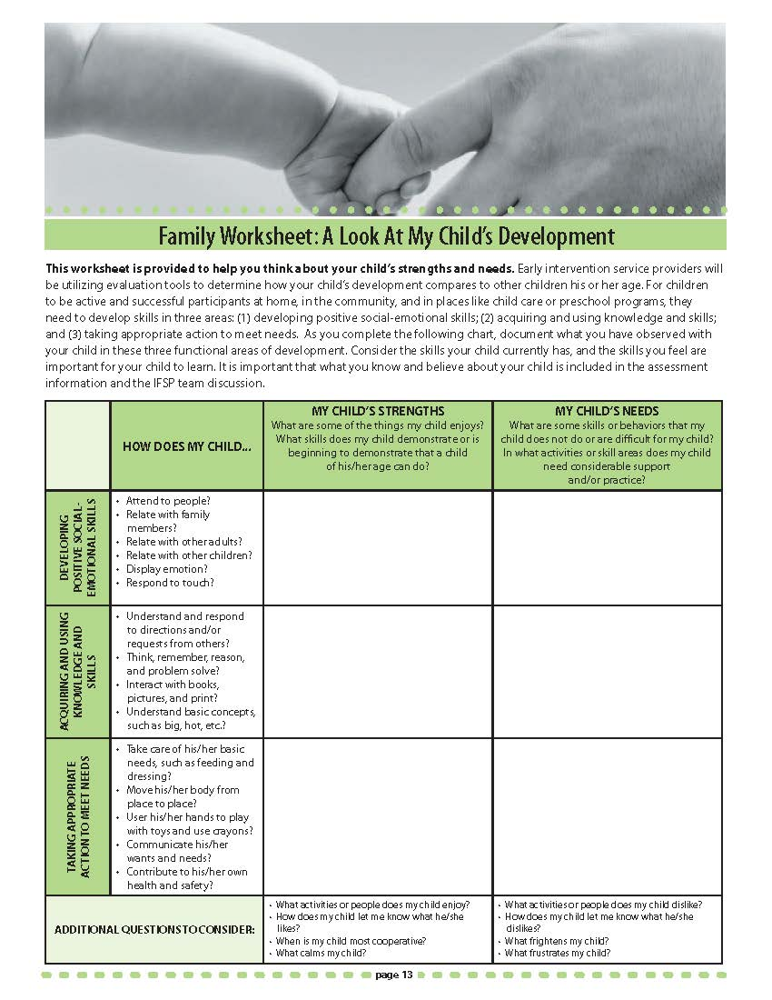 Family Worksheet: A Look At My Child's Development
This worksheet is provided to help you think about your child's strengths and needs. Early intervention service providers will
be utilizing evaluation tools to determine how your child's development compares to other children his or her age. For children
to be active and successful participants at home, in the community, and in places like child care or preschool programs, they
need to develop skills in three areas: (1) developing positive social-emotional skills; (2) acquiring and using knowledge and skills;
and (3) taking appropriate action to meet needs. As you complete the following chart, document what you have observed with
your child in these three functional areas of development. Consider the skills your child currently has, and the skills you feel are
important for your child to learn. It is important that what you know and believe about your child is included in the assessment
information and the IFSP team discussion.
HOW DOES MY CHILD...
MY CHILD'S STRENGTHS
What are some of the things my child enjoys?
What skills does my child demonstrate or is
beginning to demonstrate that a child
of his/her age can do?
MY CHILD'S NEEDS
What are some skills or behaviors that my
child does not do or are difficult for my child?
In what activities or skill areas does my child
need considerable support
and/or practice?
DEVELOPING
POSITIVE SOCIAL-
EMOTIONAL SKILLS
• Attend to people?
• Relate with family
members?
• Relate with other adults?
• Relate with other children?
• Display emotion?
• Respond to touch?
ACQUIRING AND USING
KNOWLEDGE AND
SKILLS
• Understand and respond
to directions and/or
requests from others?
• Think, remember, reason,
and problem solve?
• Interact with books,
pictures, and print?
• Understand basic concepts,
such as big, hot, etc.?
TAKING APPROPRIATE
ACTION TO MEET NEEDS
• Take care of his/her basic
needs, such as feeding and
dressing?
• Move his/her body from
place to place?
• User his/her hands to play
with toys and use crayons?
• Communicate his/her
wants and needs?
• Contribute to his/her own
health and safety?
ADDITIONAL QUESTIONS TO CONSIDER:
• What activities or people does my child enjoy?
• How does my child let me know what he/she
likes?
• When is my child most cooperative?
• What calms my child?
• What activities or people does my child dislike?
• How does my child let me know what he/she
dislikes?
• What frightens my child?
• What frustrates my child?
page 13